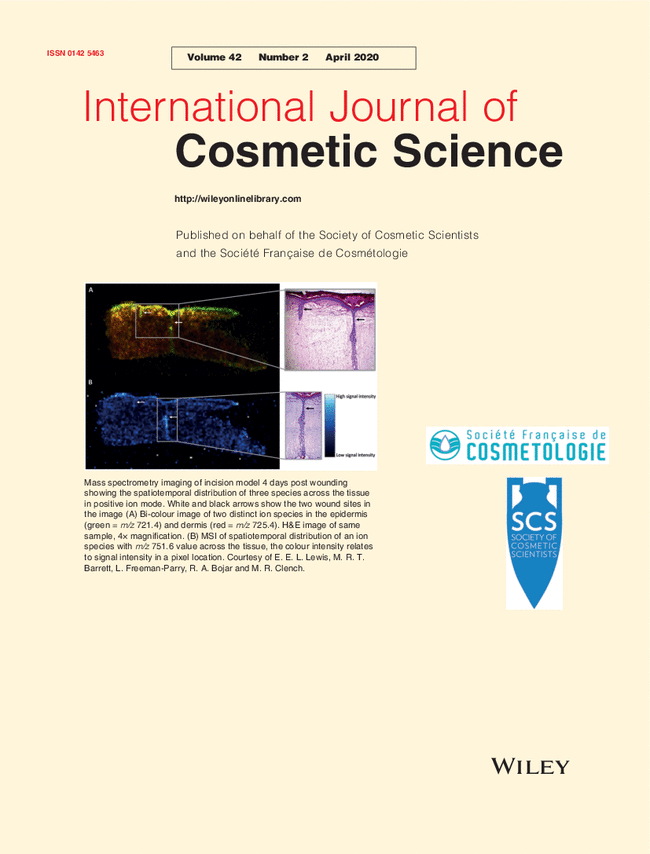 ISSN 0142 5463
Volume 42 Number 2 April 2020
International Journal of
Cosmetic Science
http://wileyonlinelibrary.com
Published on behalf of the Society of Cosmetic Scientists
and the Société Française de Cosmétologie
A
B
High signal intensity
Low signal intensity
Mass spectrometry imaging of incision model 4 days post wounding
showing the spatiotemporal distribution of three species across the tissue
in positive ion mode. White and black arrows show the two wound sites in
the image (A) Bi-colour image of two distinct ion species in the epidermis
(green = m/z 721.4) and dermis (red = m/z 725.4). H&E image of same
sample, 4x magnification. (B) MSI of spatiotemporal distribution of an ion
species with m/z 751.6 value across the tissue, the colour intensity relates
to signal intensity in a pixel location. Courtesy of E. E. L. Lewis, M. R. T.
Barrett, L. Freeman-Parry, R. A. Bojar and M. R. Clench.
Société Française de
COSMETOLOGIE
SCS
SOCIETY OF
COSMETIC
SCIENTISTS
WILEY